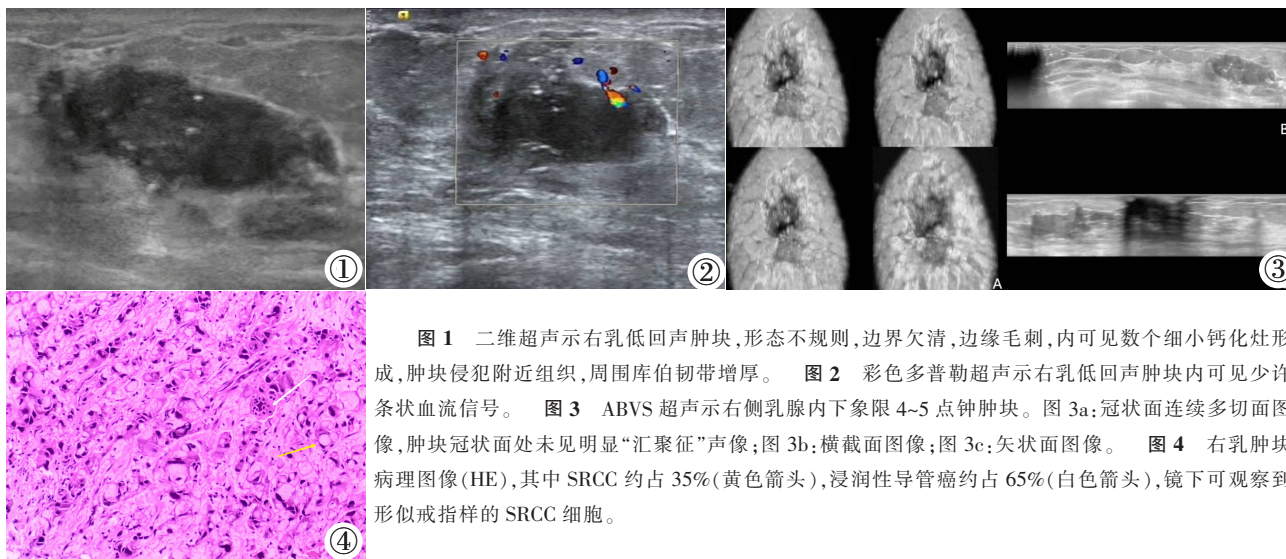 ①
②
B
A
③
④
图 1 二维超声示右乳低回声肿块,形态不规则,边界欠清,边缘毛刺,内可见数个细小钙化灶形
成,肿块侵犯附近组织,周围库伯韧带增厚。 图 2 彩色多普勒超声示右乳低回声肿块内可见少许
条状血流信号。 图 3 ABVS 超声示右侧乳腺内下象限 4~5 点钟肿块。图 3a:冠状面连续多切面图
像,肿块冠状面处未见明显“汇聚征”声像;图 3b:横截面图像;图 3c:矢状面图像。 图 4 右乳肿块
病理图像(HE),其中 SRCC 约占 35%(黄色箭头),浸润性导管癌约占 65%(白色箭头),镜下可观察到
形似戒指样的 SRCC 细胞。